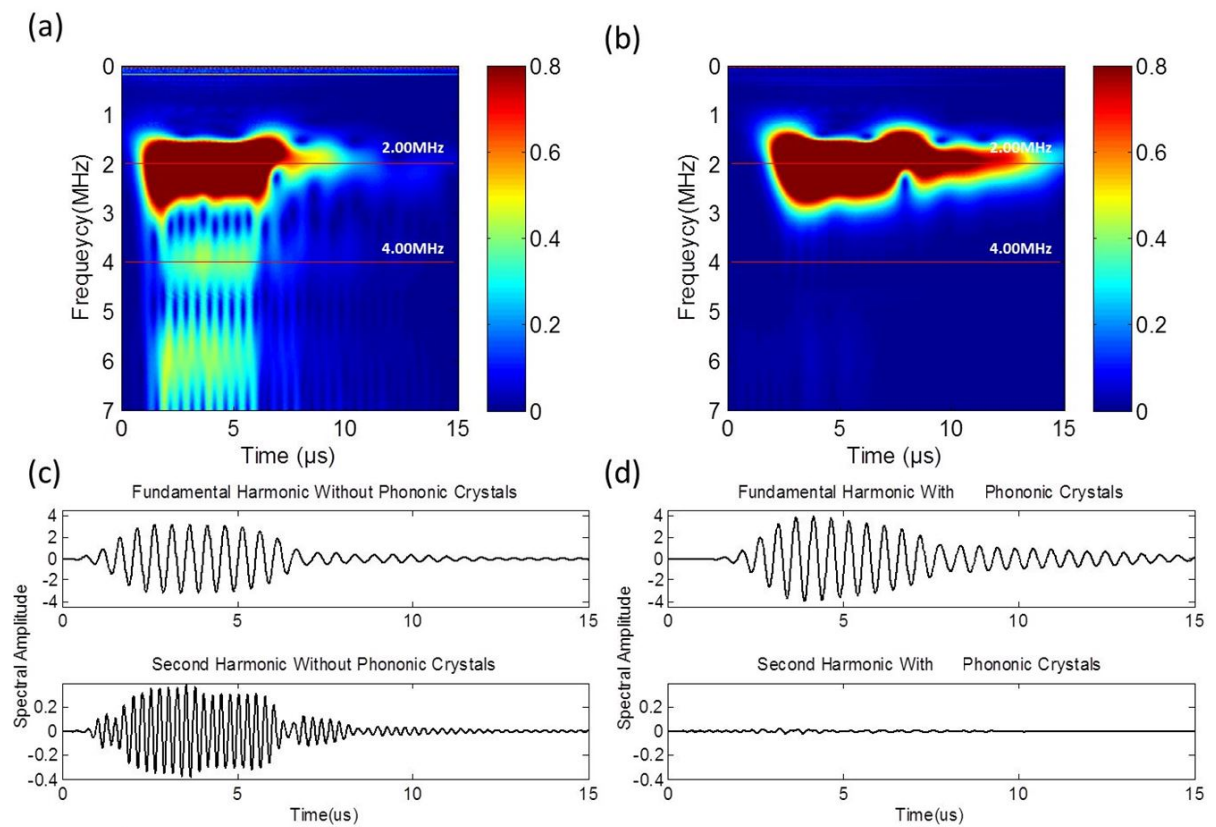 (a)
(b)
0
1
2
3
4
5
6
7
Frequeycy(MHz)
2.00MHz
4.00MHz
0 5 10 15
Time (µs)
0.8
0.6
0.4
0.2
0
0
1
2
3
4
5
6
7
Frequeycy(MHz)
2.00MHz
4.00MHz
0 5 10 15
Time (µs)
0.8
0.6
0.4
0.2
0
(c)
(d)
Fundamental Harmonic Without Phononic Crystals
4
2
0
-2
-4
0 5 10 15
Second Harmonic Without Phononic Crystals
Spectral Amplitude
0.2
0
-0.2
-0.4
0 5 10 15
Time(us)
Fundamental Harmonic With Phononic Crystals
4
2
0
-2
-4
0 5 10 15
Second Harmonic With Phononic Crystals
Spectral Amplitude
0.2
0
-0.2
-0.4
0 5 10 15
Time(us)